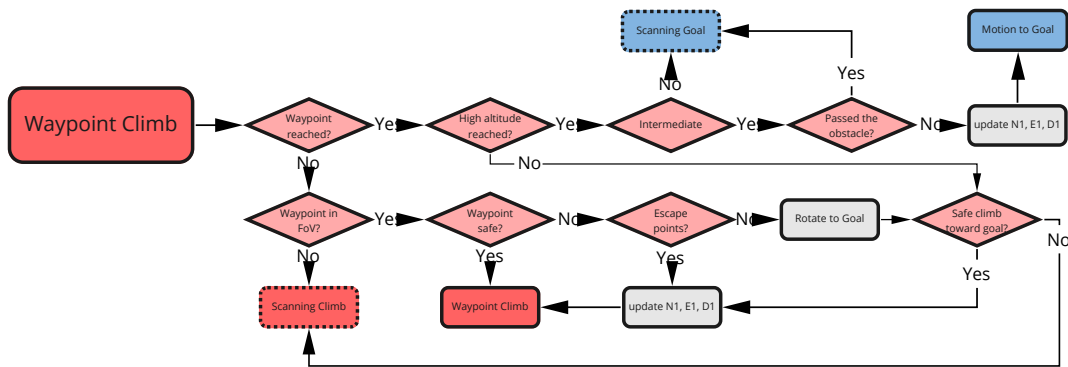 Scanning Goal
Motion to Goal
Yes
No
Waypoint Climb
Waypoint
reached?
Yes
High altitude
reached?
Yes
Intermediate
Yes
Passed the
obstacle?
No
update N1, E1, D1
No
No
Waypoint in
FoV?
Yes
Waypoint
safe?
No
Escape
points?
No
Rotate to Goal
Safe climb
toward goal?
No
No
Yes
Yes
Yes
Scanning Climb
Waypoint Climb
update N1, E1, D1